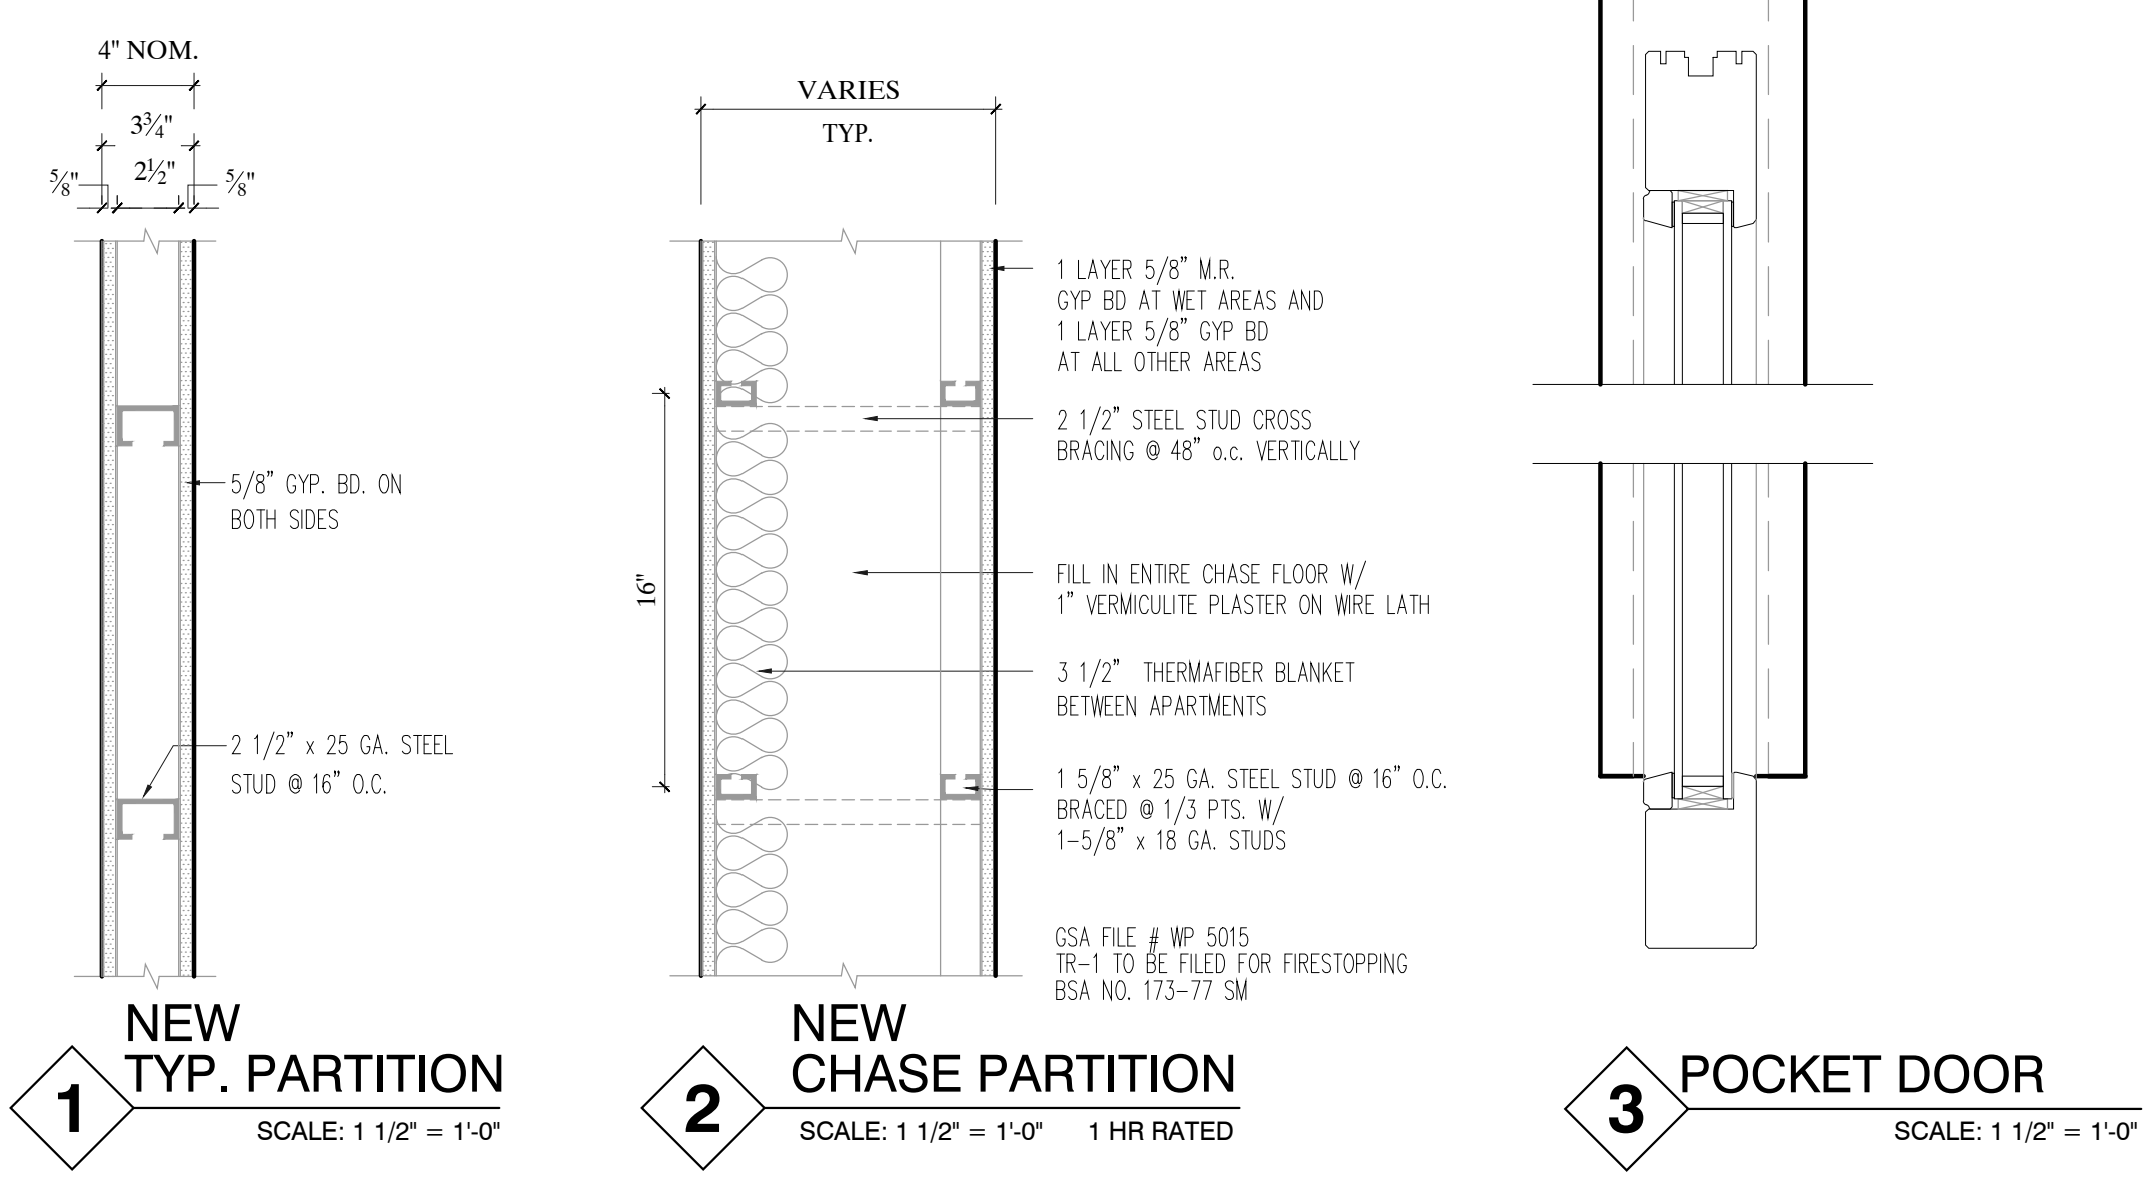 4" NOM.
3¾"
2½"
⅝"
⅝"
5/8" GYP. BD. ON
BOTH SIDES
2 1/2" x 25 GA. STEEL
STUD @ 16" O.C.
NEW
TYP. PARTITION
1
SCALE: 1 1/2" = 1'-0"
VARIES
TYP.
16"
1 LAYER 5/8" M.R.
GYP BD AT WET AREAS AND
1 LAYER 5/8" GYP BD
AT ALL OTHER AREAS
2 1/2" STEEL STUD CROSS
BRACING @ 48" o.c. VERTICALLY
FILL IN ENTIRE CHASE FLOOR W/
1" VERMICULITE PLASTER ON WIRE LATH
3 1/2" THERMAFIBER BLANKET
BETWEEN APARTMENTS
1 5/8" x 25 GA. STEEL STUD @ 16" O.C.
BRACED @ 1/3 PTS. W/
1-5/8" x 18 GA. STUDS
GSA FILE # WP 5015
TR-1 TO BE FILED FOR FIRESTOPPING
BSA NO. 173-77 SM
NEW
CHASE PARTITION
2
SCALE: 1 1/2" = 1'-0" 1 HR RATED
POCKET DOOR
3
SCALE: 1 1/2" = 1'-0"